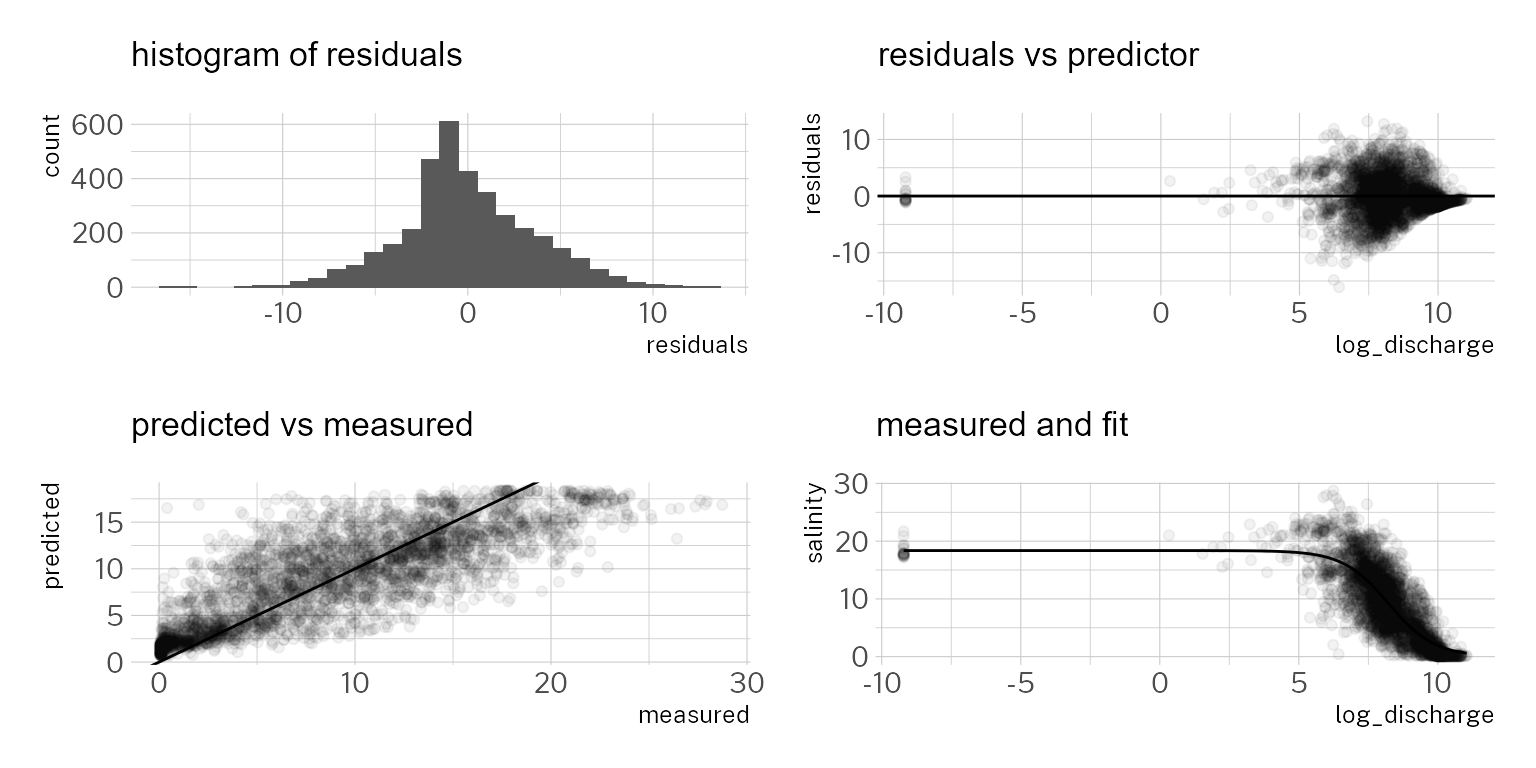 histogram of residuals
count
600
400
200
0
-10 0 10
residuals
residuals vs predictor
residuals
10
0
-10
-10 -5 0 5 10
log_discharge
predicted vs measured
predicted
15
10
5
0
0 10 20 30
measured
measured and fit
salinity
30
20
10
0
-10 -5 0 5 10
log_discharge